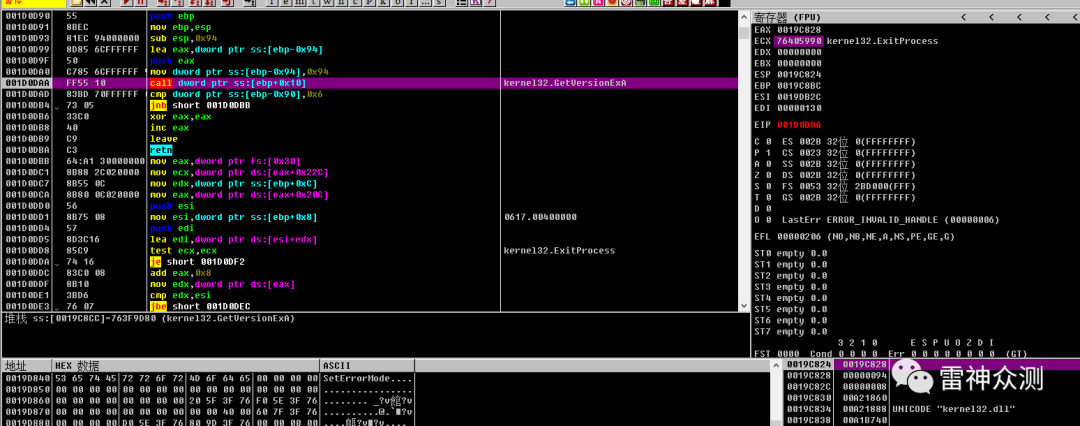 001D0D90 55 push ebp
001D0D91 8BEC mov ebp,esp
001D0D93 81EC 94000000 sub esp,0x94
001D0D99 8D85 6CFFFFFF lea eax,dword ptr ss:[ebp-0x94]
001D0D9F 50 push eax
001D0DA0 C785 6CFFFFFF mov dword ptr ss:[ebp-0x94],0x94
001D0DAA FF55 10 call dword ptr ss:[ebp+0x10] kernel32.GetVersionExA
001D0DAD 83BD 70FFFFFF cmp dword ptr ss:[ebp-0x90],0x6
001D0DB4 73 05 jnb short 001D0DBB
001D0DB6 33C0 xor eax,eax
001D0DB8 40 inc eax
001D0DB9 C9 leave
001D0DBA C3 retn
001D0DBB 64:A1 30000000 mov eax,dword ptr fs:[0x30]
001D0DC1 8B88 2C020000 mov ecx,dword ptr ds:[eax+0x22C]
001D0DC7 8B55 0C mov edx,dword ptr ss:[ebp+0xC]
001D0DCA 8B80 0C020000 mov eax,dword ptr ds:[eax+0x20C]
001D0DD0 56 push esi
001D0DD1 8B75 08 mov esi,dword ptr ss:[ebp+0x8] 0617.00400000
001D0DD4 57 push edi
001D0DD5 8D3C16 lea edi,dword ptr ds:[esi+edx]
001D0DD8 85C9 test ecx,ecx kernel32.ExitProcess
001D0DDA 74 16 je short 001D0DF2
001D0DDC 83C0 08 add eax,0x8
001D0DDF 8B10 mov edx,dword ptr ds:[eax]
001D0DE1 3BD6 cmp edx,esi
001D0DE3 76 07 jbe short 001D0DEC
堆栈 ss:[0019C8CC]=763F9D80 (kernel32.GetVersionExA)
寄存器 (FPU) < < < < <
EAX 0019C828
ECX 76405990 kernel32.ExitProcess
EDX 00000000
EBX 00000000
ESP 0019C824
EBP 0019C8BC
ESI 0019DB2C
EDI 00000130
EIP 001D0DAA
C 0 ES 002B 32位 0(FFFFFFFF)
P 1 CS 0023 32位 0(FFFFFFFF)
A 0 SS 002B 32位 0(FFFFFFFF)
Z 0 DS 002B 32位 0(FFFFFFFF)
S 0 FS 0053 32位 2BD000(FFF)
T 0 GS 002B 32位 0(FFFFFFFF)
D 0
O 0 LastErr ERROR_INVALID_HANDLE (00000006)
EFL 00000206 (NO,NB,NE,A,NS,PE,GE,G)
ST0 empty 0.0
ST1 empty 0.0
ST2 empty 0.0
ST3 empty 0.0
ST4 empty 0.0
ST5 empty 0.0
ST6 empty 0.0
ST7 empty 0.0
3 2 1 0 E S P U O Z D I
FST 0000 Cond 0 0 0 0 Err 0 0 0 0 0 0 0 0 (GT)
地址 HEX 数据 ASCII
0019D840 53 65 74 45 72 72 6F 72 4D 6F 64 65 00 00 00 00 SetErrorMode....
0019D850 00 00 00 00 00 00 00 00 00 00 00 00 00 00 00 00 ................
0019D860 00 00 00 00 00 00 00 00 20 5F 3F 76 F0 5E 3F 76
0019D870 00 00 00 00 00 00 00 00 00 00 40 00 60 7F 3F 76
0019D880 00 00 00 00 D0 5E 3F 76 80 9D 3F 76 00 00 00 00
0019C824 0019C828
0019C828 00000094
0019C82C 00000008
0019C830 00A21860
0019C834 00A21888 UNICODE "kernel32.dll"
0019C838 00A1B740
雷神众测